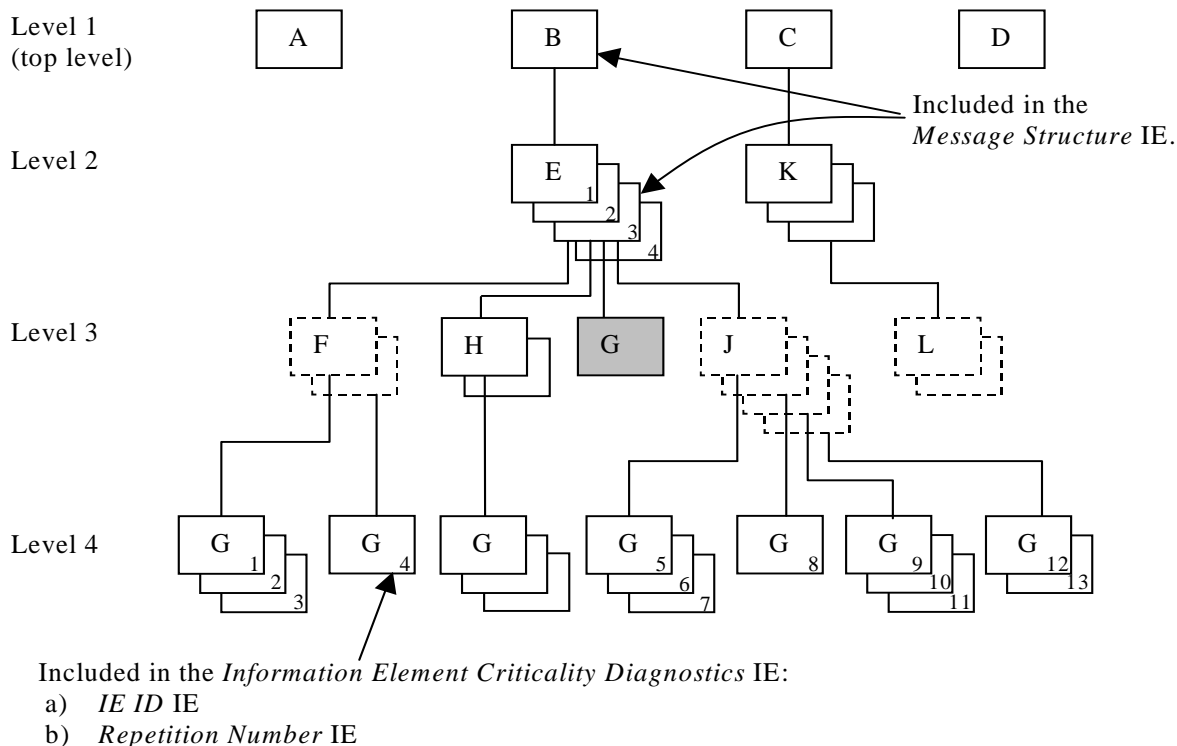 Level 1
(top level)
A
B
C
D
Included in the
Message Structure IE.
Level 2
E
1
2
3
4
K
Level 3
F
H
G
J
L
Level 4
G
1
2
3
G
4
G
G
5
6
7
G
8
G
9
10
11
G
12
13
Included in the Information Element Criticality Diagnostics IE:
a) IE ID IE
b) Repetition Number IE